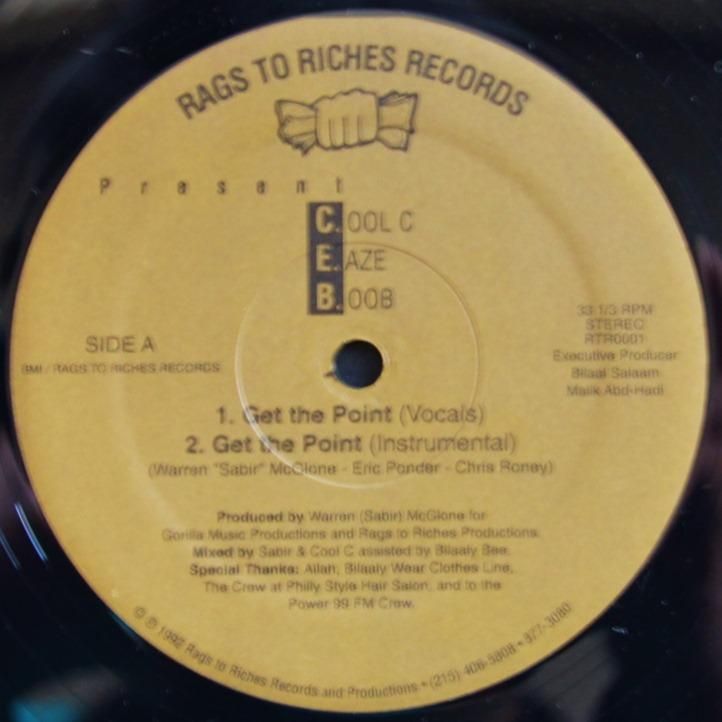 RAGS TO RICHES RECORDS
Present
C.OOL C
E.AZE
B.OOB
SIDE A
BMI / RAGS TO RICHES RECORDS
33 1/3 RPM
STEREO
RTR0001
Executive Producer
Bilaal Salaam
Malik Abd-Hadi
1. Get the Point (Vocals)
2. Get the Point (Instrumental)
(Warren "Sabir" McGlone - Eric Ponder - Chris Roney)
Produced by Warren (Sabir) McGlone for
Gorilla Music Productions and Rags to Riches Productions.
Mixed by Sabir & Cool C assisted by Bilaaly Bee.
Special Thanks: Allah, Bilaaly Wear Clothes Line,
The Crew at Philly Style Hair Salon, and to the
Power 99 FM Crew.
© ℗ 1992 Rags to Riches Records and Productions • (215) 406-5808 • 877-3080